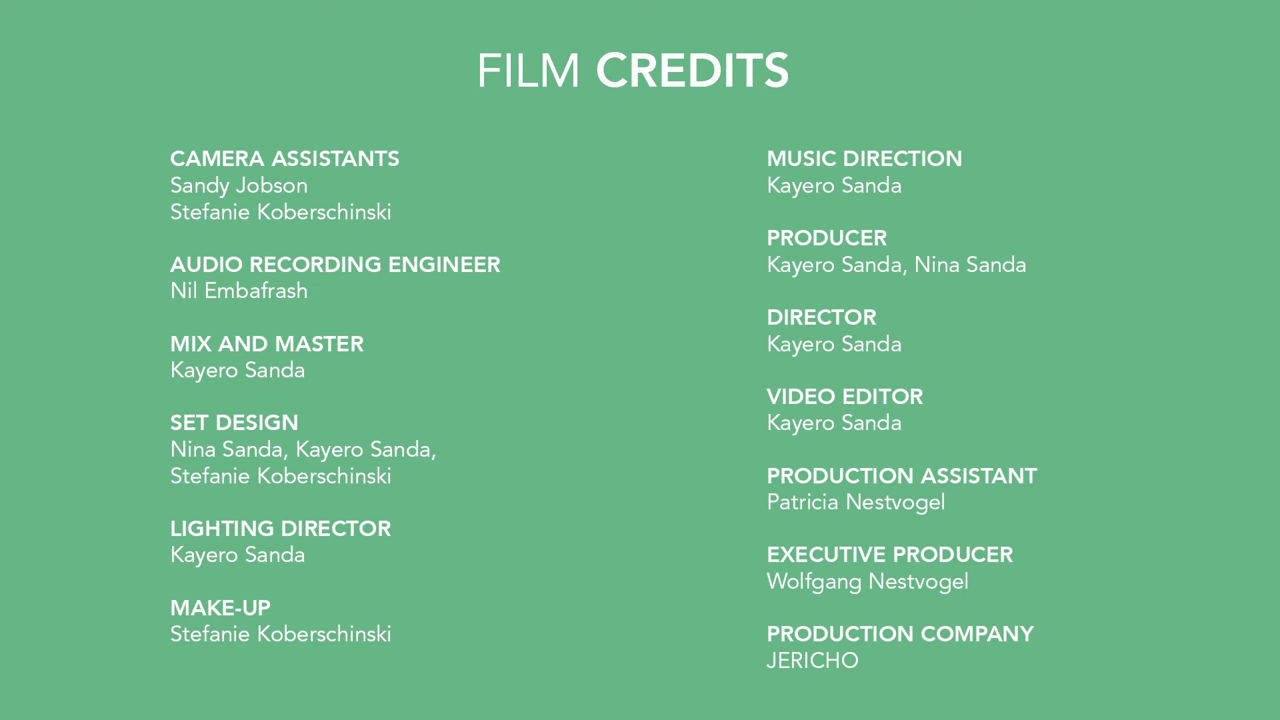 FILM CREDITS
CAMERA ASSISTANTS
Sandy Jobson
Stefanie Koberschinski
AUDIO RECORDING ENGINEER
Nil Embafrash
MIX AND MASTER
Kayero Sanda
SET DESIGN
Nina Sanda, Kayero Sanda,
Stefanie Koberschinski
LIGHTING DIRECTOR
Kayero Sanda
MAKE-UP
Stefanie Koberschinski
MUSIC DIRECTION
Kayero Sanda
PRODUCER
Kayero Sanda, Nina Sanda
DIRECTOR
Kayero Sanda
VIDEO EDITOR
Kayero Sanda
PRODUCTION ASSISTANT
Patricia Nestvogel
EXECUTIVE PRODUCER
Wolfgang Nestvogel
PRODUCTION COMPANY
JERICHO